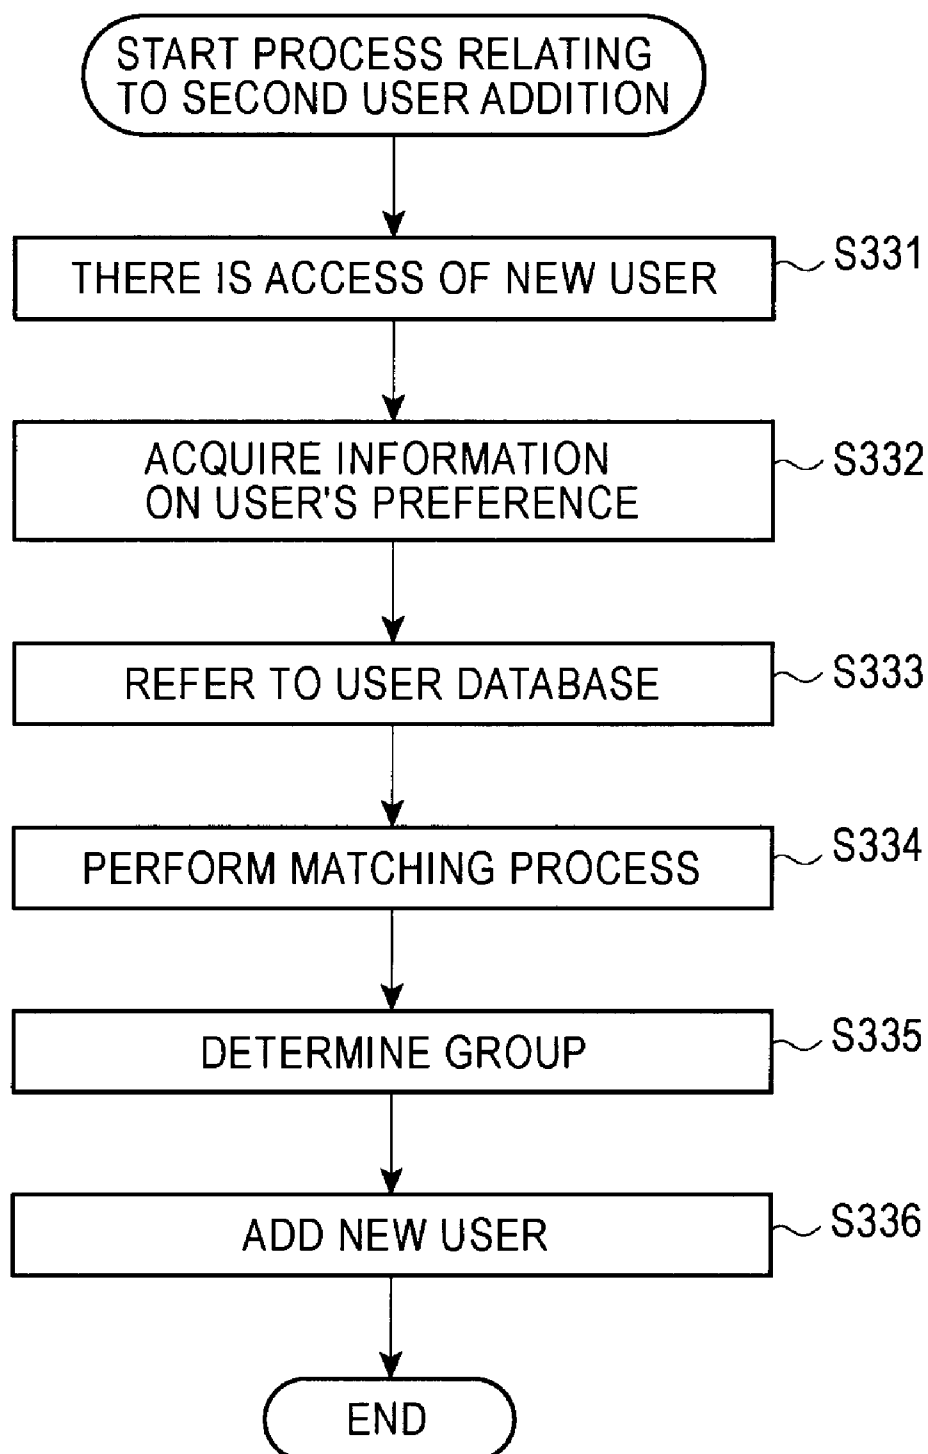 START PROCESS RELATING
TO SECOND USER ADDITION
THERE IS ACCESS OF NEW USER
S331
ACQUIRE INFORMATION
ON USER'S PREFERENCE
S332
REFER TO USER DATABASE
S333
PERFORM MATCHING PROCESS
S334
DETERMINE GROUP
S335
ADD NEW USER
S336
END